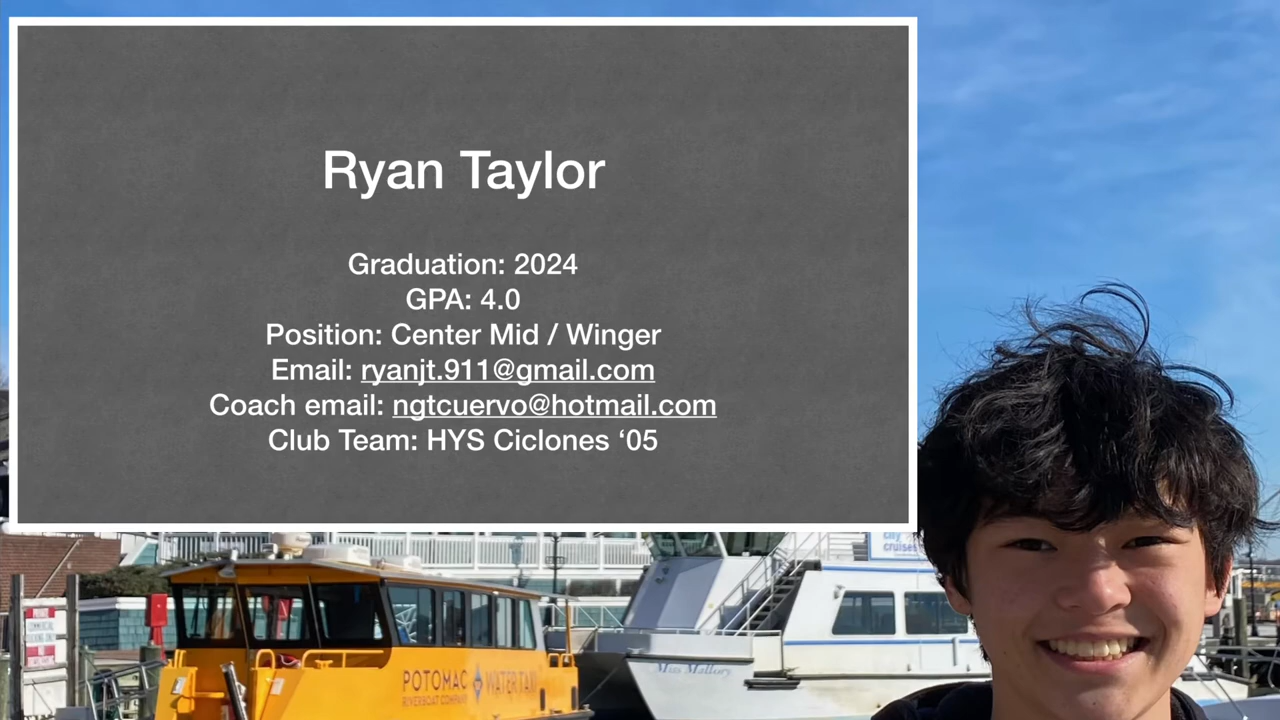 Ryan Taylor
Graduation: 2024
GPA: 4.0
Position: Center Mid / Winger
Email: ryanjt.911@gmail.com
Coach email: ngtcuervo@hotmail.com
Club Team: HYS Ciclones ‘05
city
cruises
Miss Mallory
POTOMAC WATER TAXI
RIVERBOAT COMPANY